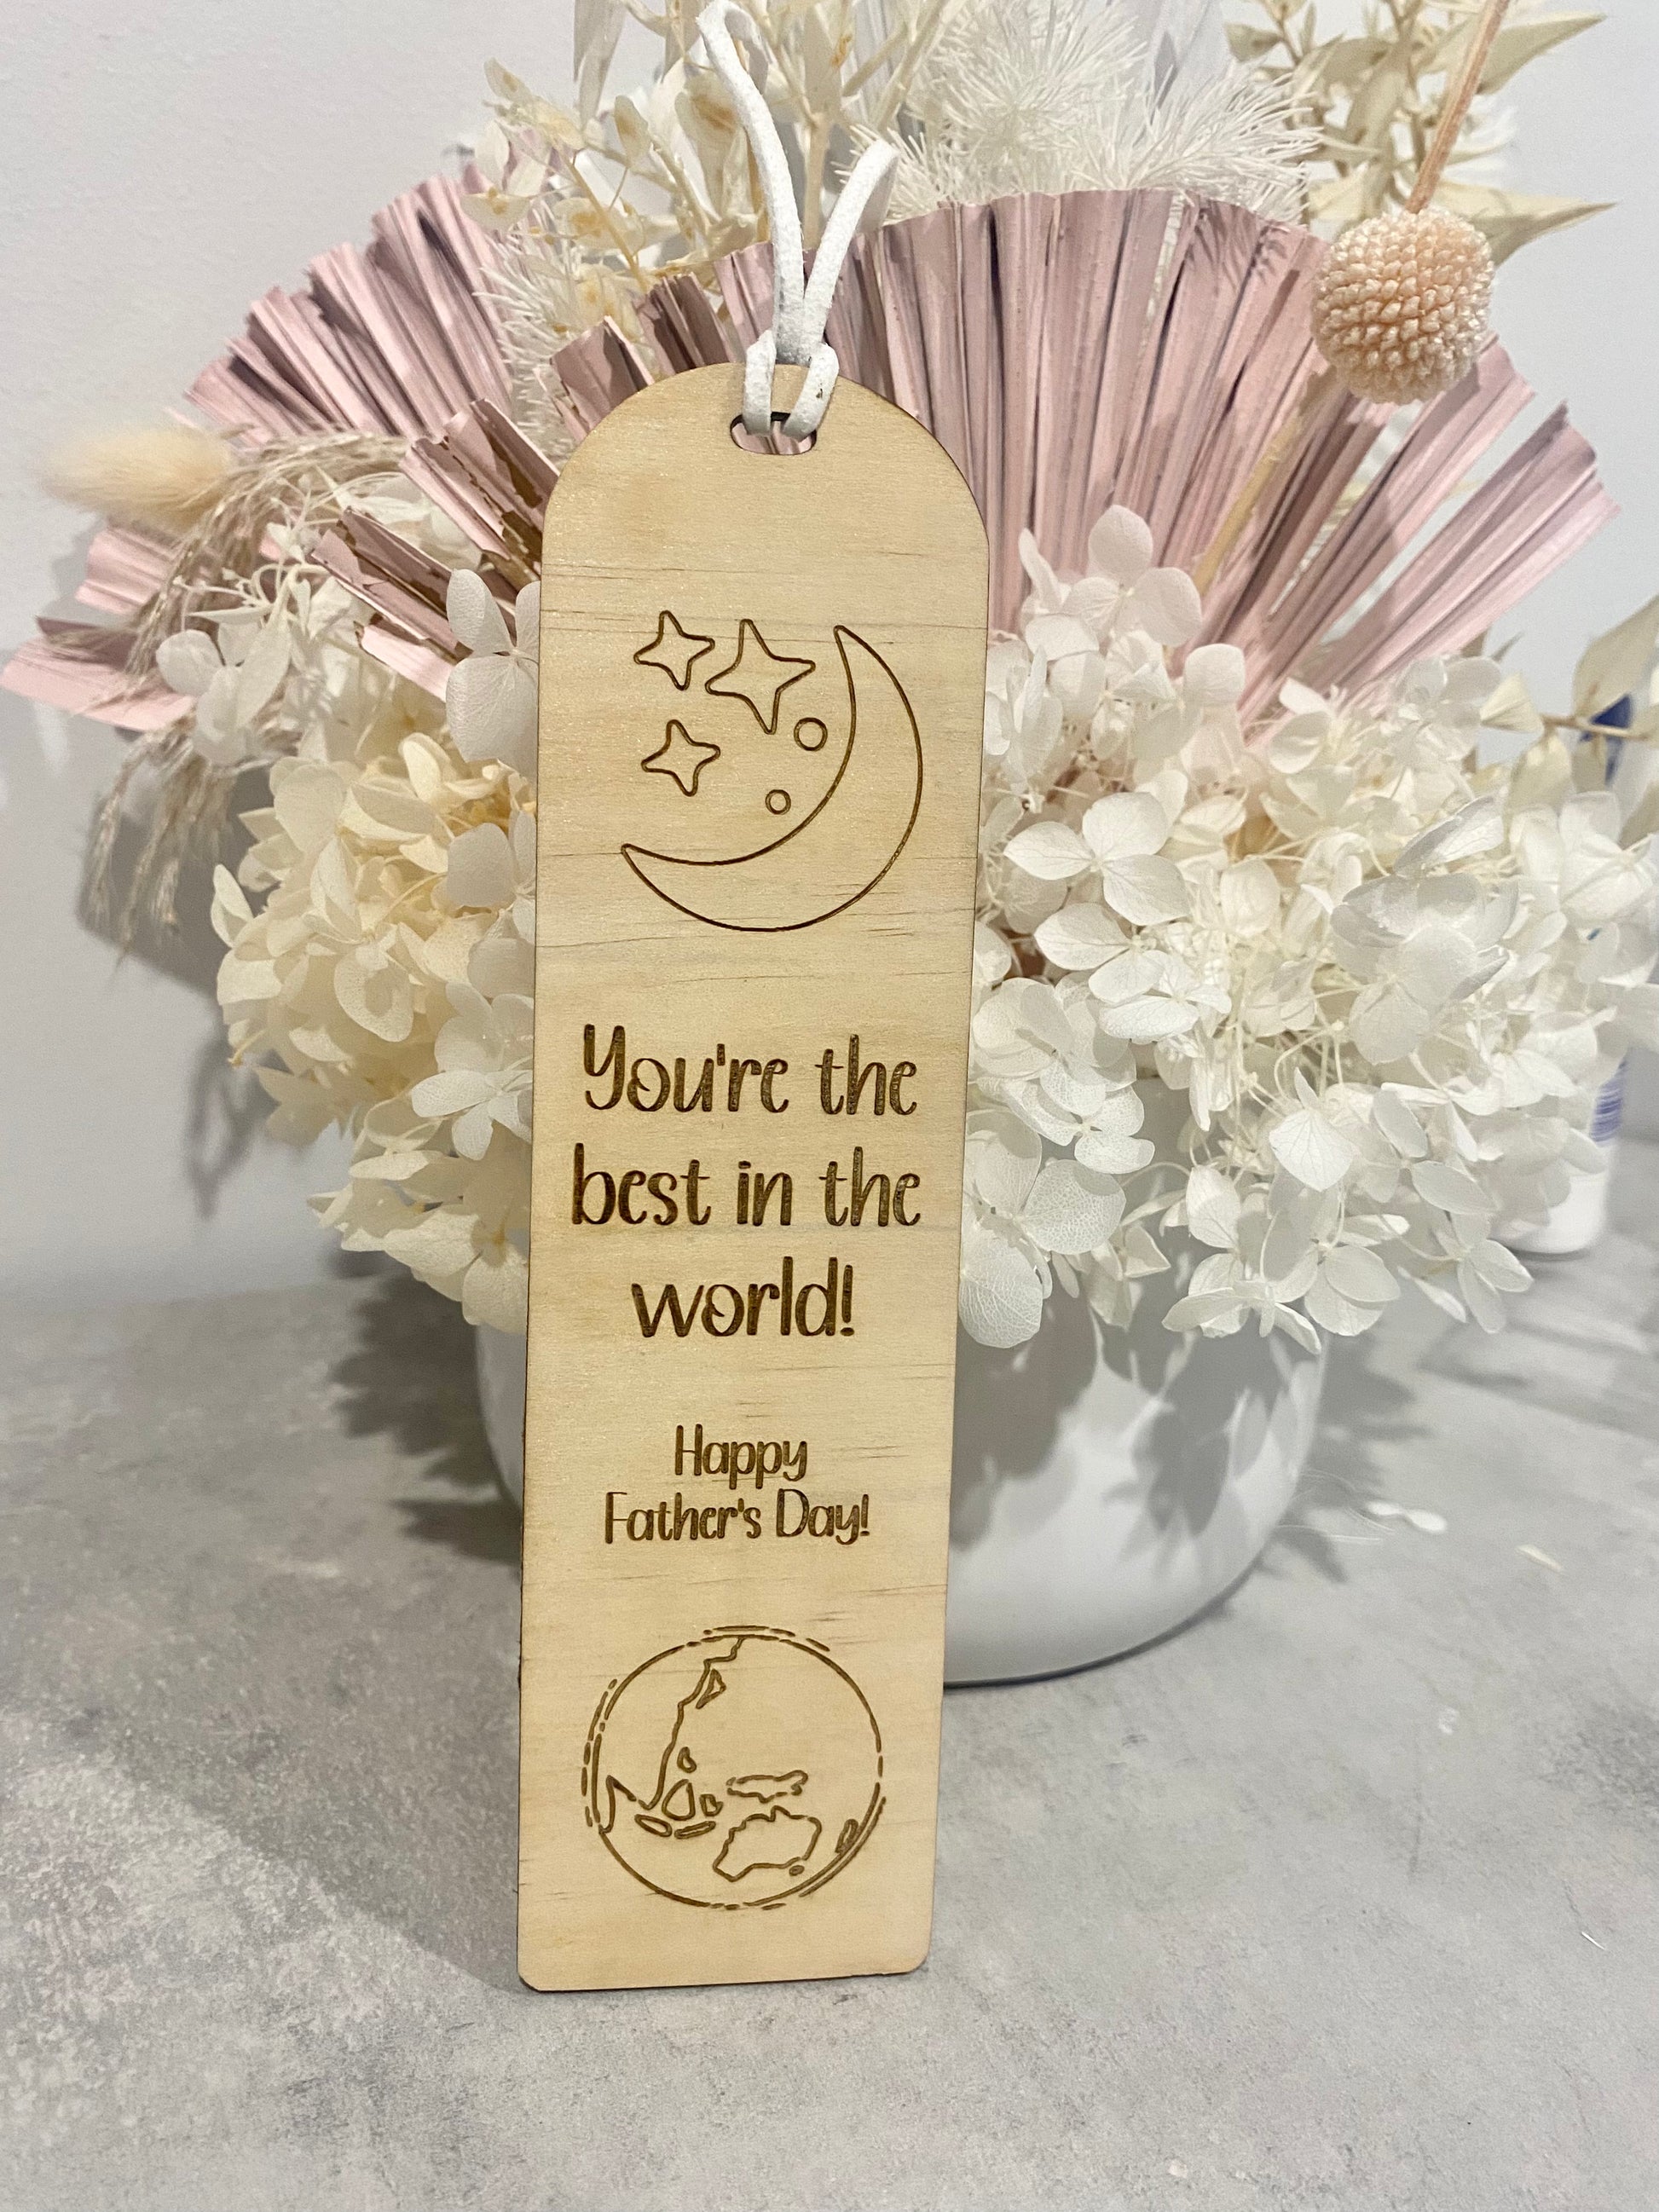 You're the
best in the
world!
Happy
Father's Day!